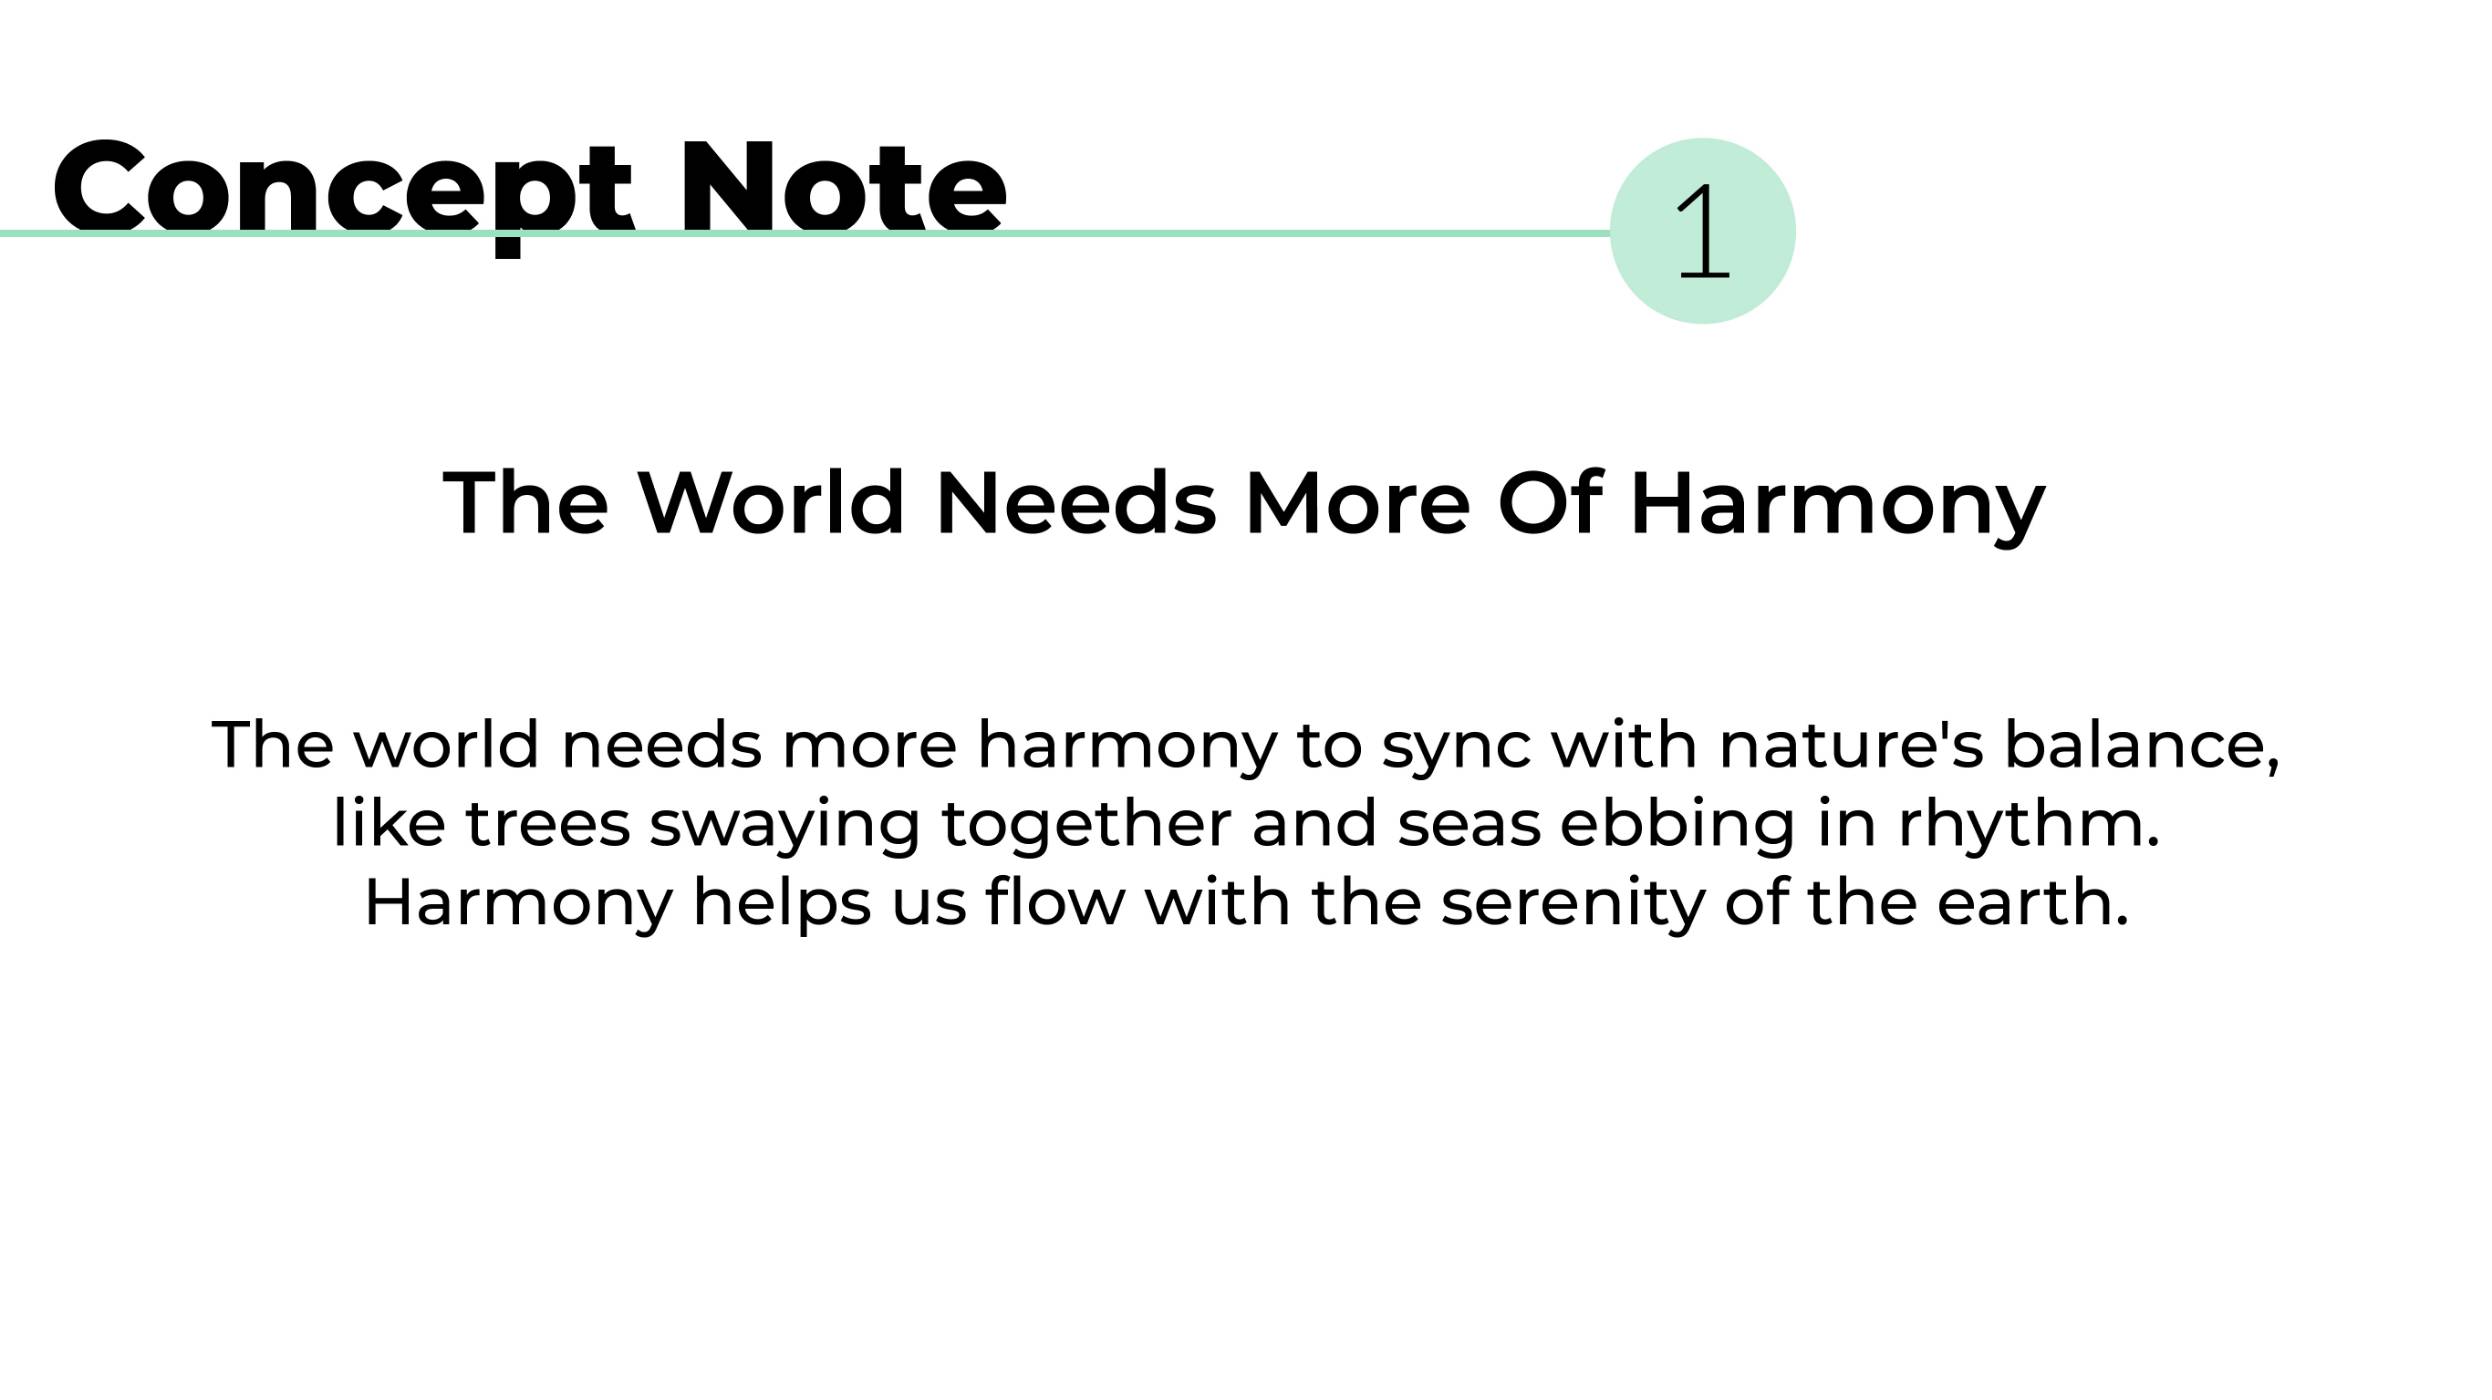 Concept Note
1
The World Needs More Of Harmony
The world needs more harmony to sync with nature's balance,
like trees swaying together and seas ebbing in rhythm.
Harmony helps us flow with the serenity of the earth.